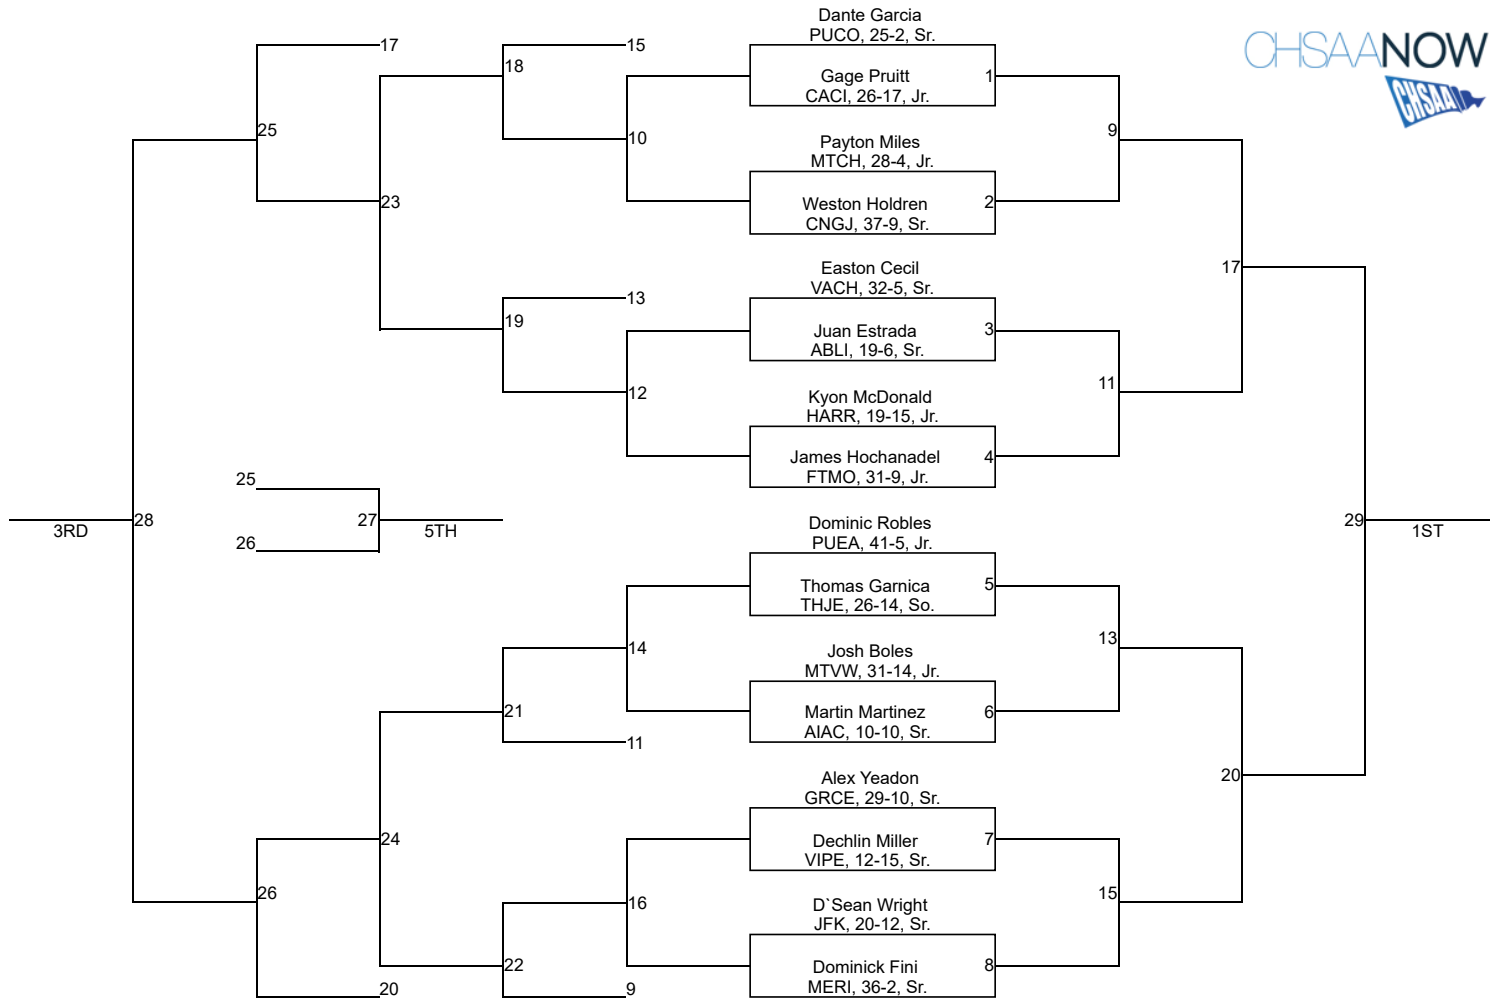 Dante Garcia
PUCO, 25-2, Sr.
CHSAANOW
CHSAA
17
15
18
Gage Pruitt
CACI, 26-17, Jr.
1
25
10
9
Payton Miles
MTCH, 28-4, Jr.
23
Weston Holdren
CNGJ, 37-9, Sr.
2
Easton Cecil
VACH, 32-5, Sr.
17
13
19
Juan Estrada
ABLI, 19-6, Sr.
3
12
11
Kyon McDonald
HARR, 19-15, Jr.
James Hochanadel
FTMO, 31-9, Jr.
4
25
3RD
28
27
5TH
29
1ST
26
Dominic Robles
PUEA, 41-5, Jr.
Thomas Garnica
THJE, 26-14, So.
5
14
13
Josh Boles
MTVW, 31-14, Jr.
21
Martin Martinez
AIAC, 10-10, Sr.
6
11
Alex Yeadon
GRCE, 29-10, Sr.
20
24
Dechlin Miller
VIPE, 12-15, Sr.
7
26
16
15
D`Sean Wright
JFK, 20-12, Sr.
22
Dominick Fini
MERI, 36-2, Sr.
8
20
9